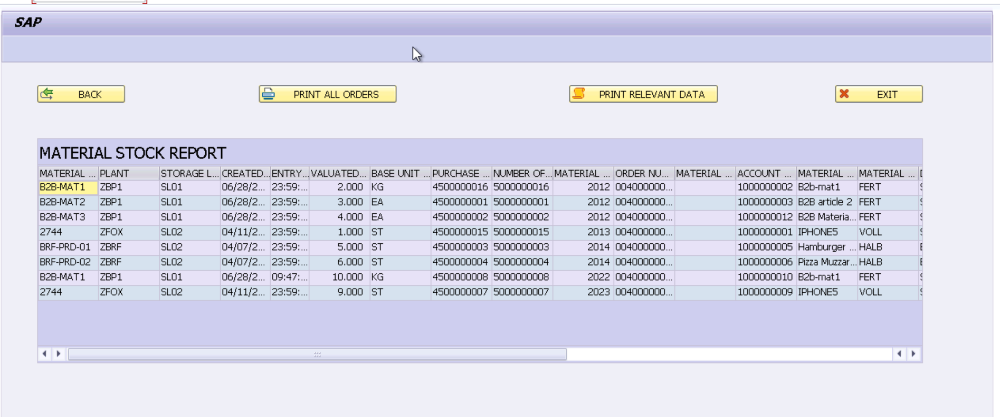 SAP
BACK PRINT ALL ORDERS PRINT RELEVANT DATA EXIT
MATERIAL STOCK REPORT
MATERIAL ... PLANT STORAGE L... CREATED... ENTRY... VALUATED... BASE UNIT ... PURCHASE ... NUMBER OF... MATERIAL ... ORDER NU... MATERIAL ... ACCOUNT ... MATERIAL ... MATERIAL ...
B2B-MAT1 ZBP1 SL01 06/28/2... 23:59:... 2.000 KG 4500000016 5000000016 2012 004000000... 1000000002 B2b-mat1 FERT
B2B-MAT2 ZBP1 SL01 06/28/2... 23:59:... 3.000 EA 4500000001 5000000001 2012 004000000... 1000000003 B2B article 2 FERT
B2B-MAT3 ZBP1 SL01 06/28/2... 23:59:... 4.000 EA 4500000002 5000000002 2012 004000000... 1000000012 B2B Materia... FERT
2744 ZFOX SL02 04/11/2... 23:59:... 1.000 ST 4500000015 5000000015 2013 004000000... 1000000001 IPHONE5 VOLL
BRF-PRD-01 ZBRF SL02 04/07/2... 23:59:... 5.000 ST 4500000003 5000000003 2014 004000000... 1000000005 Hamburger ... HALB
BRF-PRD-02 ZBRF SL02 04/07/2... 23:59:... 6.000 ST 4500000004 5000000004 2014 004000000... 1000000006 Pizza Muzzar... HALB
B2B-MAT1 ZBP1 SL01 06/28/2... 09:47:... 10.000 KG 4500000008 5000000008 2022 004000000... 1000000010 B2b-mat1 FERT
2744 ZFOX SL02 04/11/2... 23:59:... 9.000 ST 4500000007 5000000007 2023 004000000... 1000000009 IPHONE5 VOLL